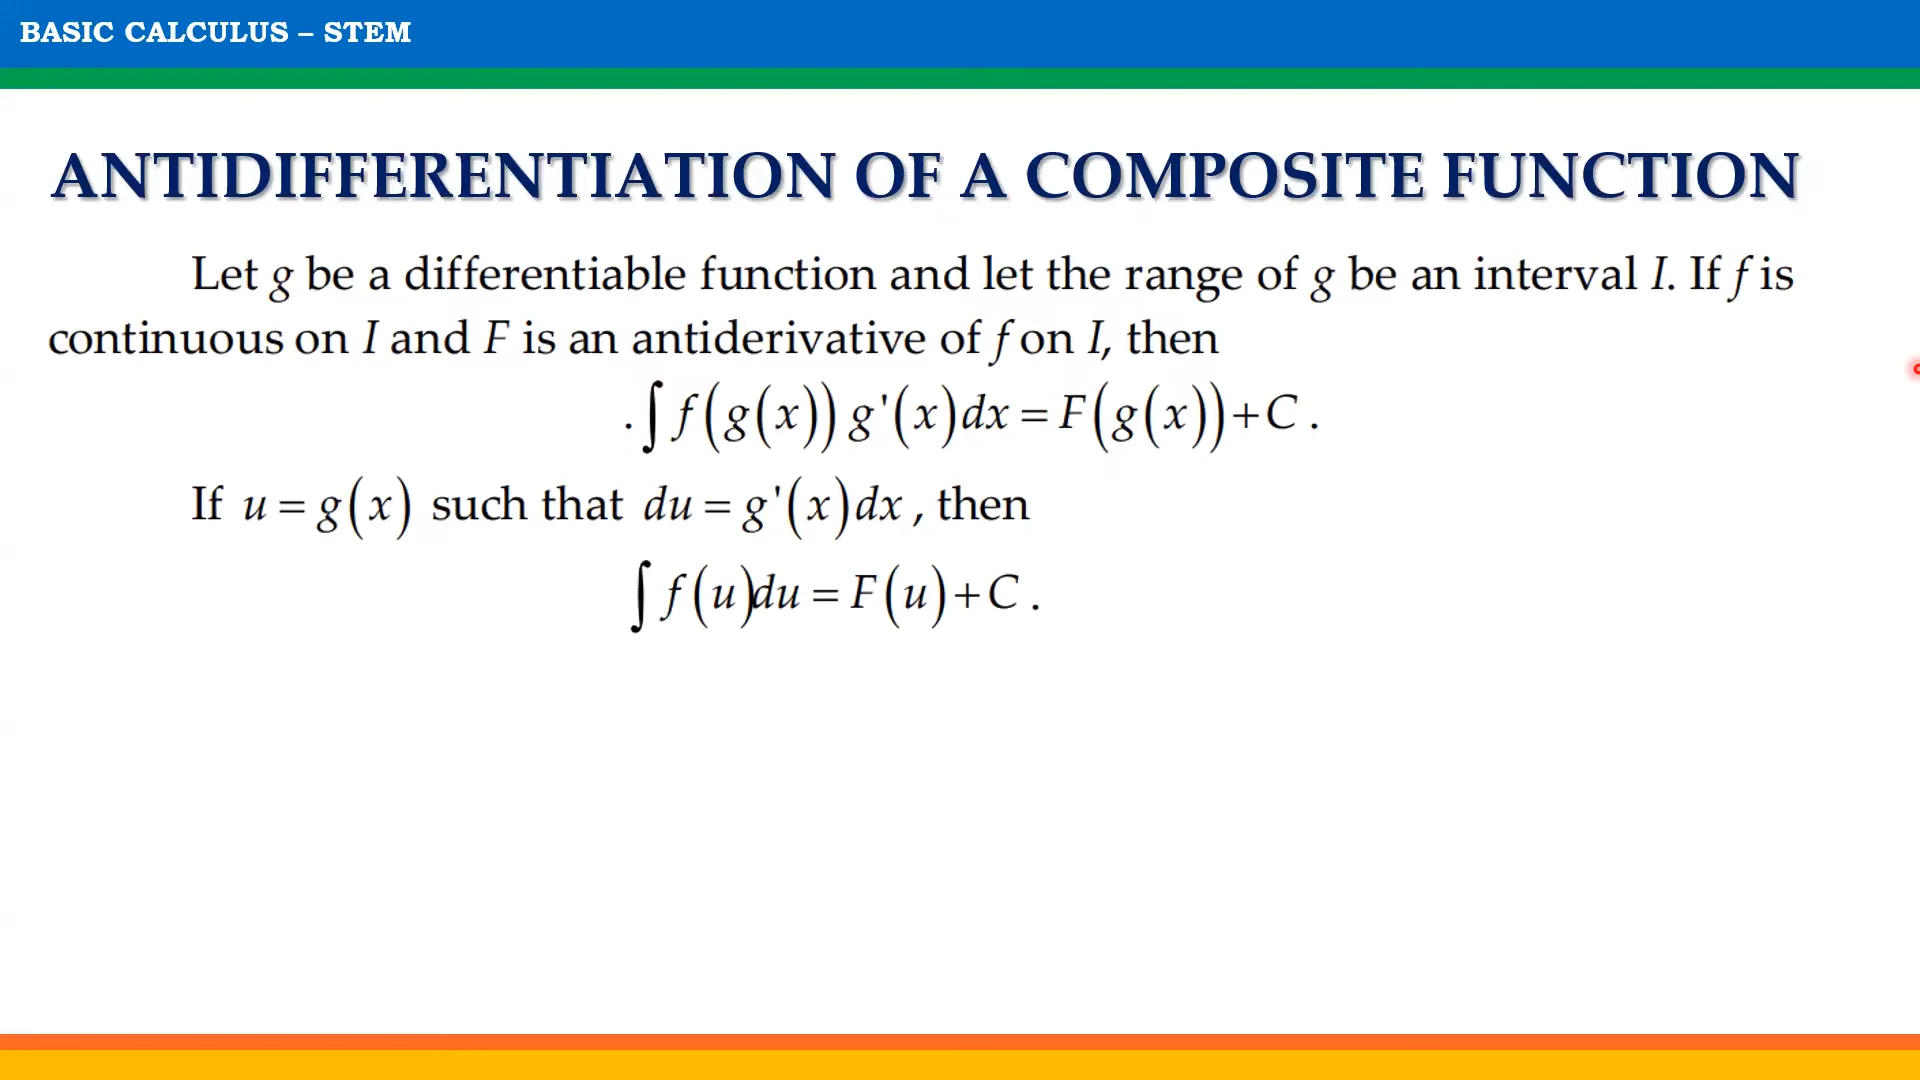 BASIC CALCULUS – STEM
ANTIDIFFERENTIATION OF A COMPOSITE FUNCTION
Let g be a differentiable function and let the range of g be an interval I. If f is
continuous on I and F is an antiderivative of f on I, then
.∫ f(g(x)) g'(x)dx = F(g(x))+C .
If u = g(x) such that du = g'(x)dx , then
∫ f(u)du = F(u)+C .